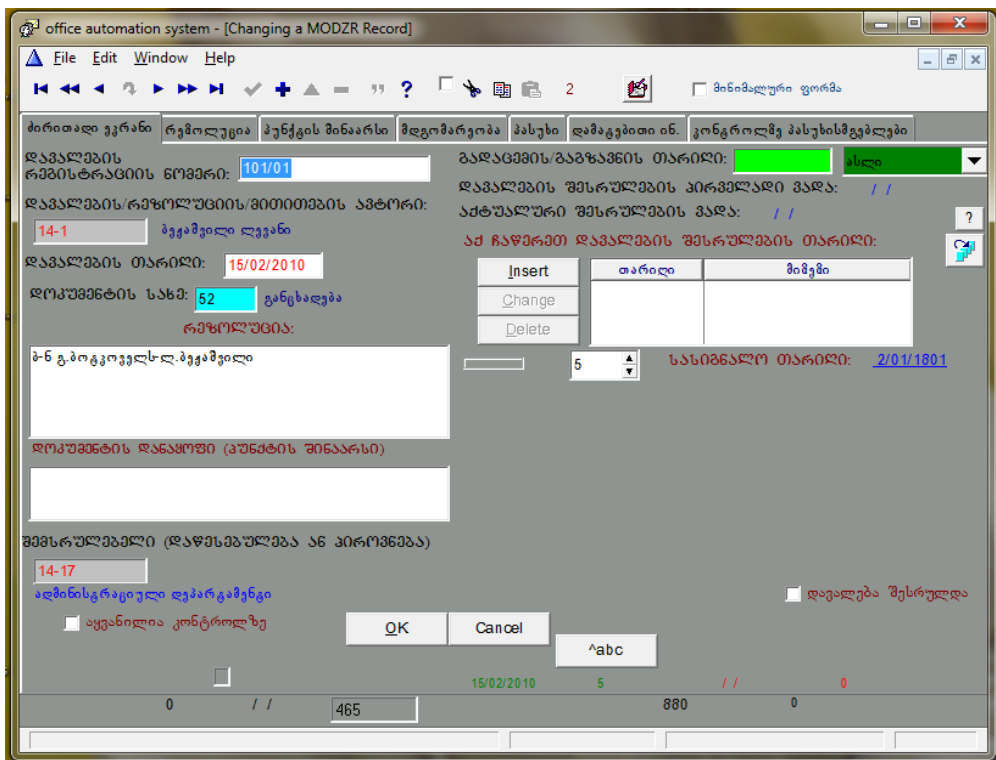 office automation system - [Changing a MODZR Record]
File Edit Window Help
2 მინიმალური ფორმა
ძირითადი ეკრანი რეზოლუცია პუნქტის შინაარსი მდგომარეობა პასუხი დამატებითი ინ. კონტროლზე პასუხისმგებლები
დავალების
რეგისტრაციის ნომერი: 101/01
გადაცემის/გაგზავნის თარიღი: ასლი
დავალების შესრულების პირველადი ვადა: / /
დავალების/რეზოლუციის/მითითების ავტორი:
აქტუალური შესრულების ვადა: / /
?
14-1 ბეჟაშვილი ლევანი
აქ ჩაწერეთ დავალების შესრულების თარიღი:
დავალების თარიღი: 15/02/2010
Insert თარიღი მიზეზი
Change
Delete
დოკუმენტის სახე: 52 განცხადება
რეზოლუცია:
ბ-ნ გ.ბოტკოველს-ლ.ბეჟაშვილი
5 სასიგნალო თარიღი: 2/01/1801
დოკუმენტის დანაყოფი (პუნქტის შინაარსი)
შემსრულებელი (დაწესებულება ან პიროვნება)
14-17
ადმინისტრაციული დეპარტამენტი
დავალება შესრულდა
აყვანილია კონტროლზე
OK Cancel
^abc
15/02/2010 5 / / 0
0 / / 465 880 0